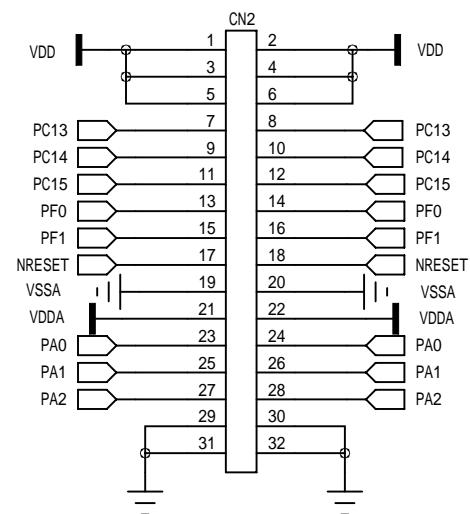 CN2
VDD 1 2 VDD
3 4
5 6
PC13 7 8 PC13
PC14 9 10 PC14
PC15 11 12 PC15
PF0 13 14 PF0
PF1 15 16 PF1
NRESET 17 18 NRESET
VSSA 19 20 VSSA
VDDA 21 22 VDDA
PA0 23 24 PA0
PA1 25 26 PA1
PA2 27 28 PA2
29 30
31 32